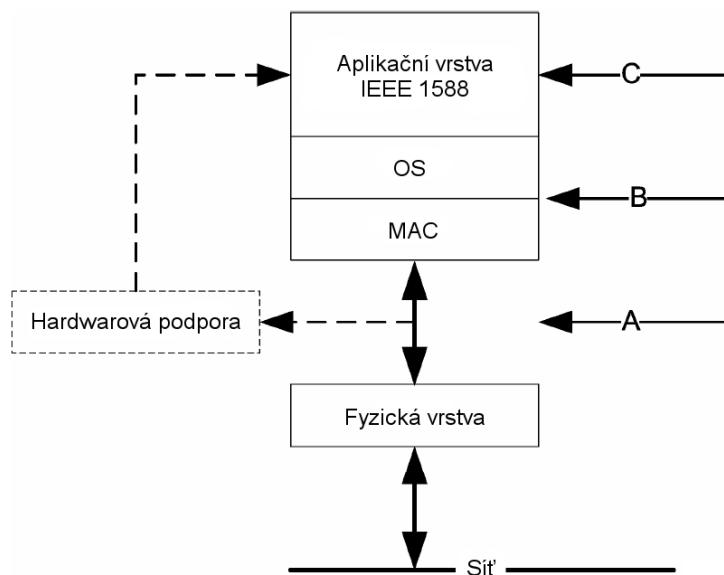 Aplikační vrstva
IEEE 1588
C
OS
B
MAC
Hardwarová podpora
A
Fyzická vrstva
Síť